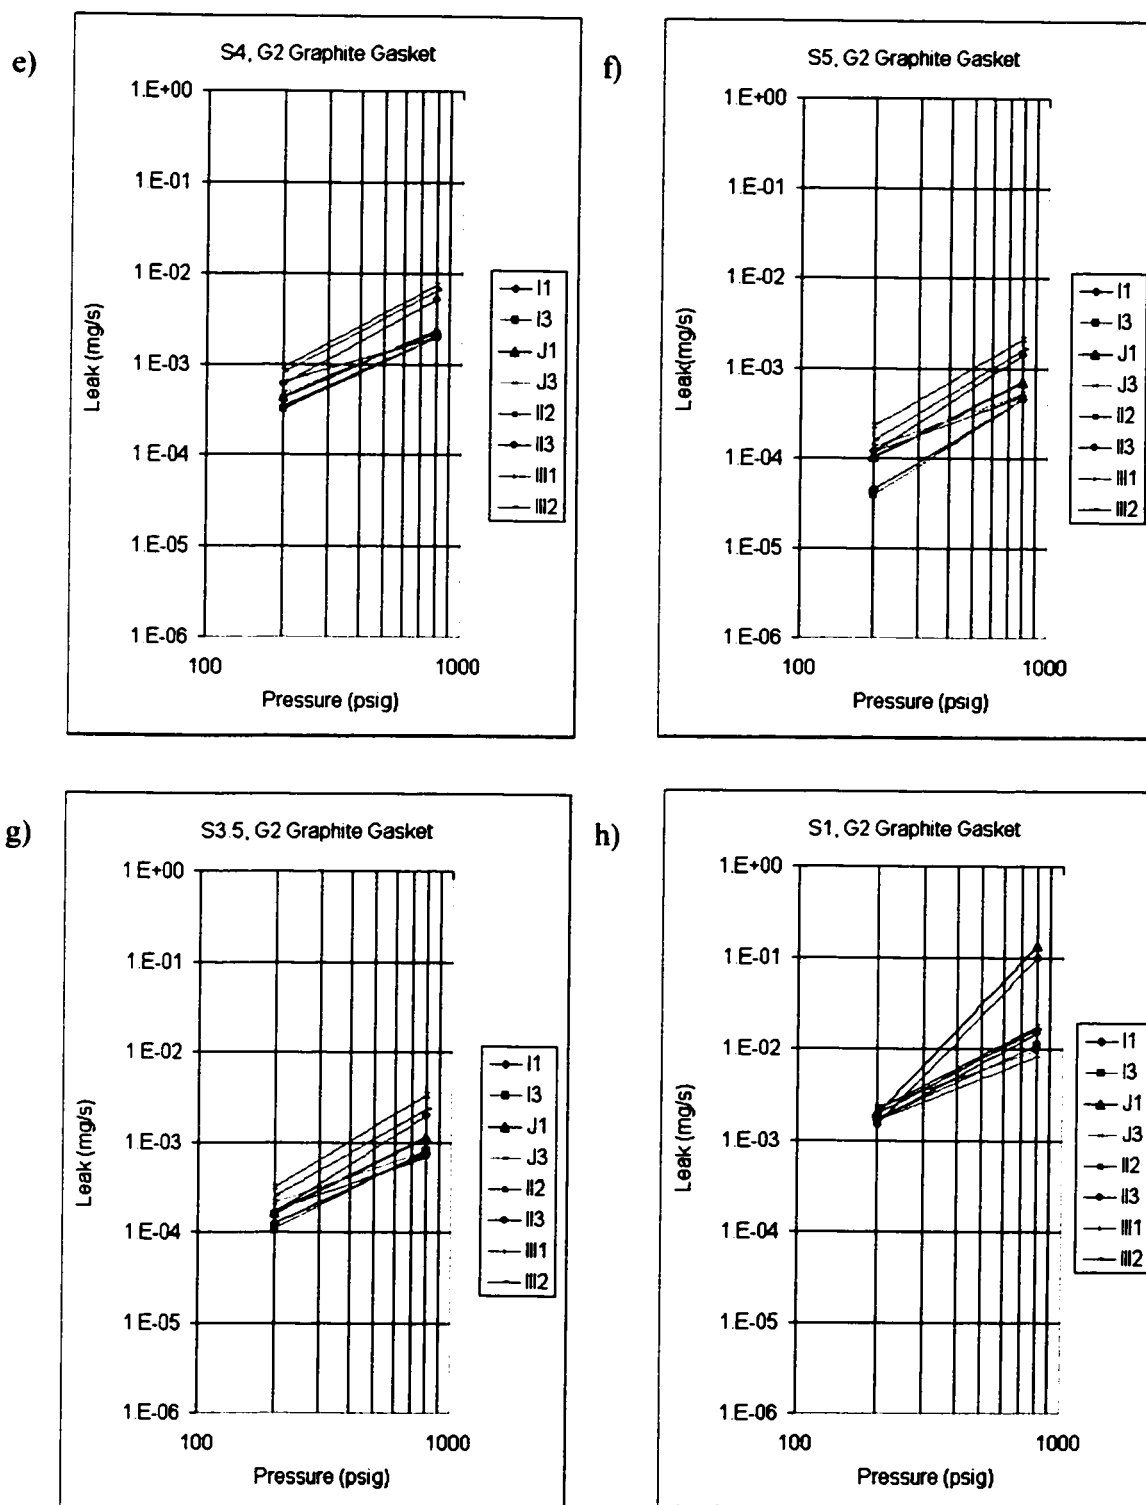 e)
S4, G2 Graphite Gasket
1.E+00
1.E-01
1.E-02
1.E-03
1.E-04
1.E-05
1.E-06
Leak (mg/s)
100
1000
Pressure (psig)
I1
I3
J1
J3
II2
II3
III1
III2
f)
S5, G2 Graphite Gasket
1.E+00
1.E-01
1.E-02
1.E-03
1.E-04
1.E-05
1.E-06
Leak(mg/s)
100
1000
Pressure (psig)
I1
I3
J1
J3
II2
II3
III1
III2
g)
S3.5, G2 Graphite Gasket
1.E+00
1.E-01
1.E-02
1.E-03
1.E-04
1.E-05
1.E-06
Leak (mg/s)
100
1000
Pressure (psig)
I1
I3
J1
J3
II2
II3
III1
III2
h)
S1, G2 Graphite Gasket
1.E+00
1.E-01
1.E-02
1.E-03
1.E-04
1.E-05
1.E-06
Leak (mg/s)
100
1000
Pressure (psig)
I1
I3
J1
J3
II2
II3
III1
III2